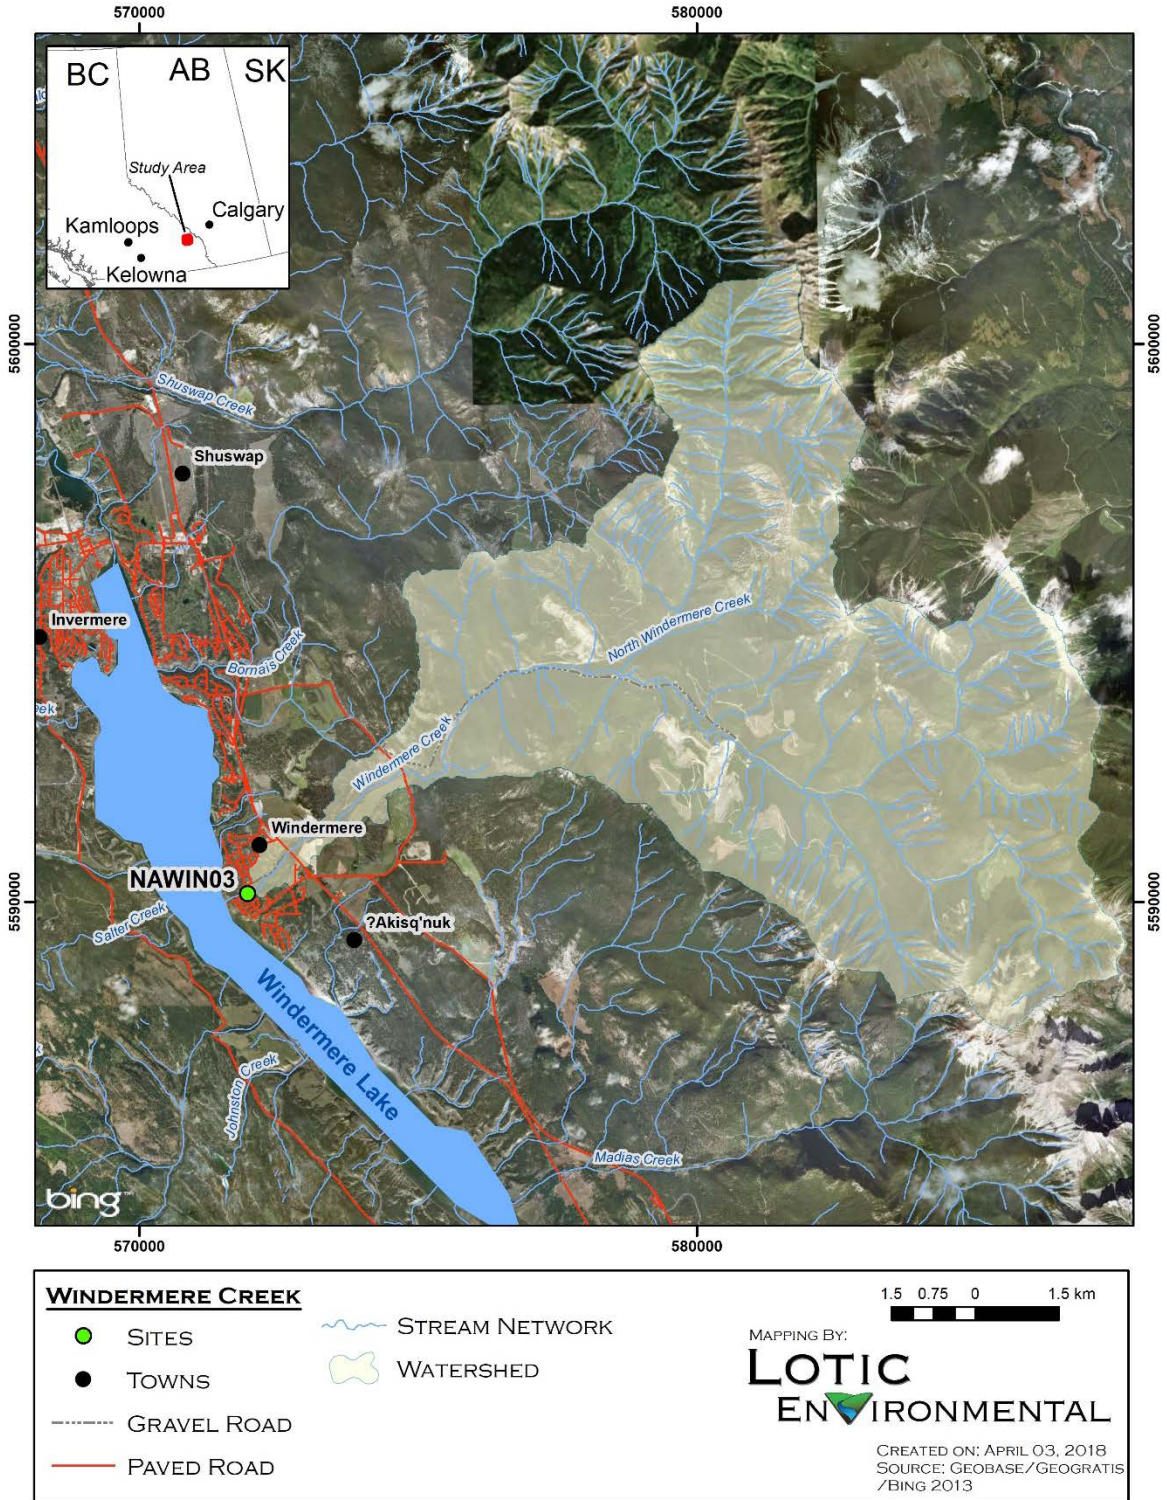 570000
580000
BC
AB
SK
Study Area
Calgary
Kamloops
Kelowna
5600000
5600000
Shuswap Creek
Shuswap
Invermere
North Windermere Creek
Bornais Creek
Windermere Creek
Windermere
NAWIN03
5590000
5590000
Salter Creek
?Akisq'nuk
Windermere Lake
Johnston Creek
Madias Creek
bing
570000
580000
WINDERMERE CREEK
SITES
TOWNS
GRAVEL ROAD
PAVED ROAD
STREAM NETWORK
WATERSHED
1.5 0.75 0 1.5 km
MAPPING BY:
LOTIC
ENVIRONMENTAL
CREATED ON: APRIL 03, 2018
SOURCE: GEOBASE/GEOGRATIS
/BING 2013